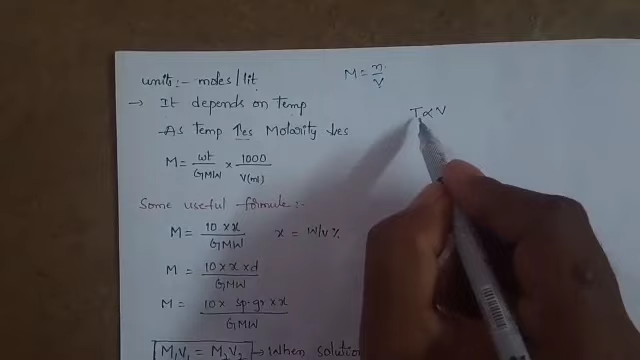 units:- moles/lit
→ It depends on Temp
As Temp ↑es Molarity ↓es
M = wt/GMW × 1000/V(ml)
Some useful formula:-
M = 10 × x/GMW x = W/V%
M = 10 × x × d/GMW
M = 10 × sp.gr × x/GMW
M₁V₁ = M₂V₂ → When solution
M = n/V
T ∝ V